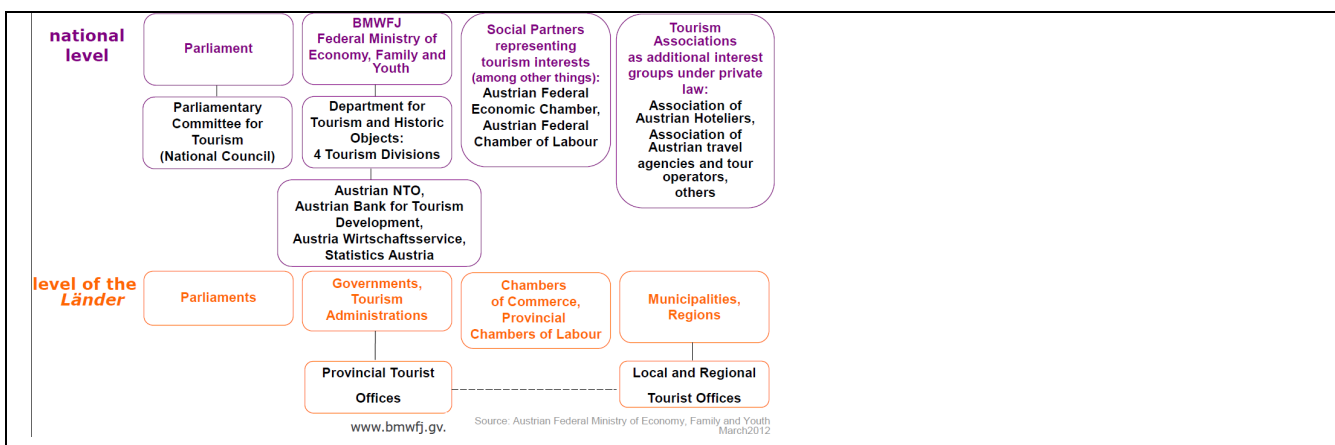 national
level
Parliament
BMWFJ
Federal Ministry of
Economy, Family and
Youth
Social Partners
representing
tourism interests
(among other things):
Austrian Federal
Economic Chamber,
Austrian Federal
Chamber of Labour
Tourism
Associations
as additional interest
groups under private
law:
Association of
Austrian Hoteliers,
Association of
Austrian travel
agencies and tour
operators,
others
Parliamentary
Committee for
Tourism
(National Council)
Department for
Tourism and Historic
Objects:
4 Tourism Divisions
Austrian NTO,
Austrian Bank for Tourism
Development,
Austria Wirtschaftsservice,
Statistics Austria
level of the
Länder
Parliaments
Governments,
Tourism
Administrations
Chambers
of Commerce,
Provincial
Chambers of Labour
Municipalities,
Regions
Provincial Tourist
Offices
Local and Regional
Tourist Offices
www.bmwfj.gv.
Source: Austrian Federal Ministry of Economy, Family and Youth
March2012